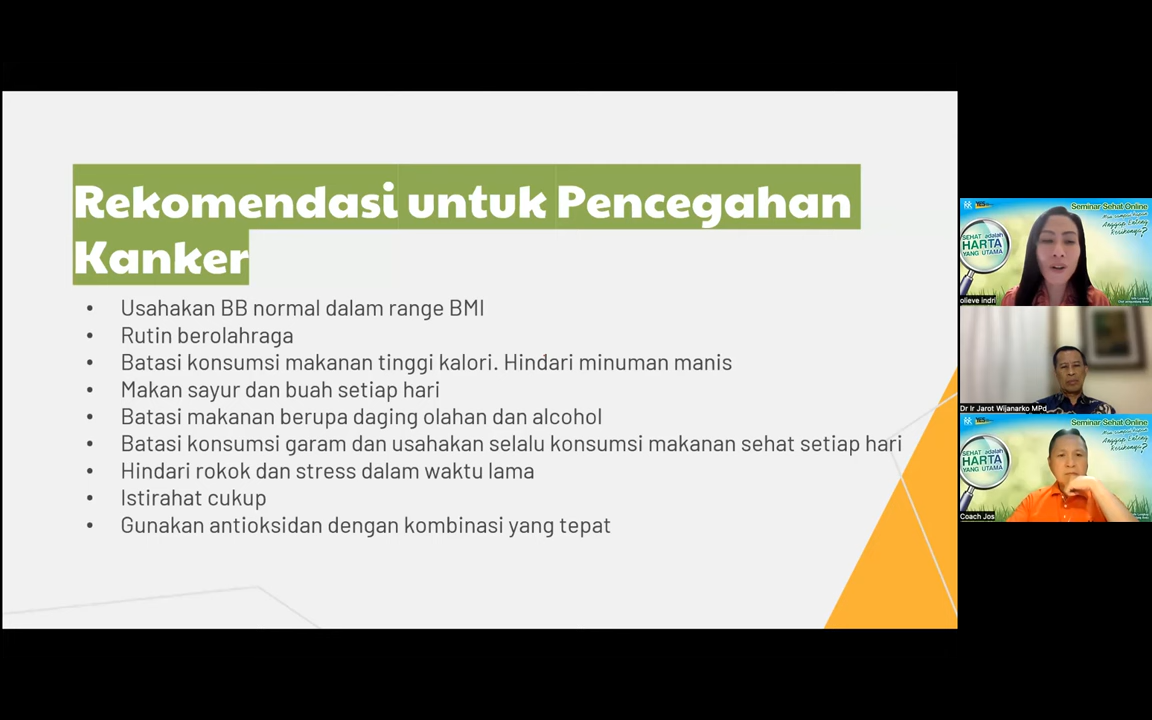 Rekomendasi untuk Pencegahan
Kanker
• Usahakan BB normal dalam range BMI
• Rutin berolahraga
• Batasi konsumsi makanan tinggi kalori. Hindari minuman manis
• Makan sayur dan buah setiap hari
• Batasi makanan berupa daging olahan dan alcohol
• Batasi konsumsi garam dan usahakan selalu konsumsi makanan sehat setiap hari
• Hindari rokok dan stress dalam waktu lama
• Istirahat cukup
• Gunakan antioksidan dengan kombinasi yang tepat
Seminar Sehat Online
SEHAT adalah
HARTA
YANG UTAMA
olieve indri
Dr Ir Jarot Wijanarko MPd
Seminar Sehat Online
SEHAT adalah
HARTA
YANG UTAMA
Coach Jos